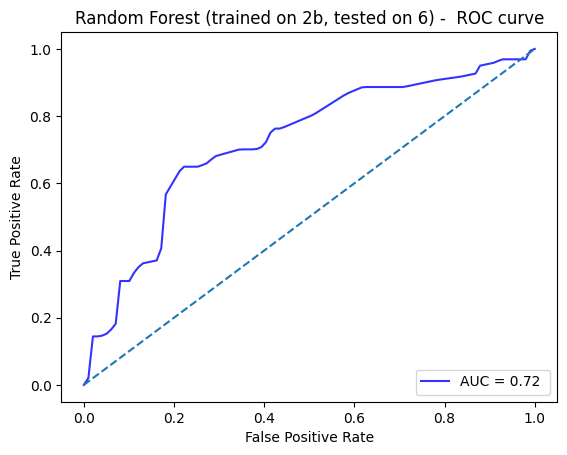 Random Forest (trained on 2b, tested on 6) -  ROC curve
True Positive Rate
1.0
0.8
0.6
0.4
0.2
0.0
AUC = 0.72
0.0 0.2 0.4 0.6 0.8 1.0
False Positive Rate